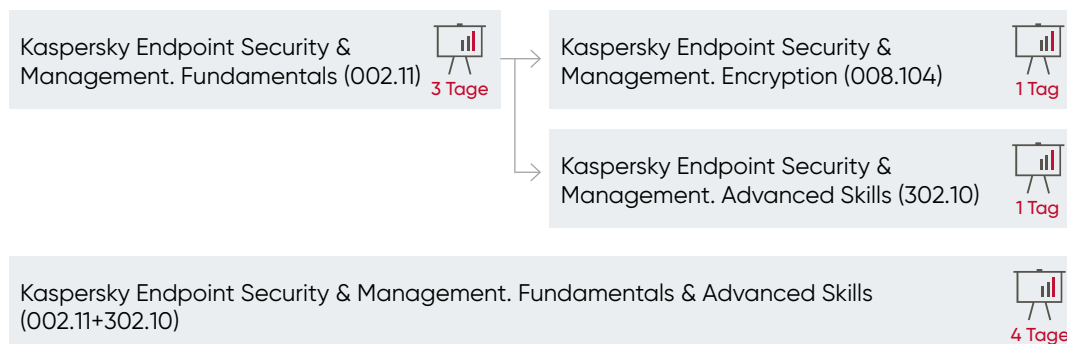 Kaspersky Endpoint Security &
Management. Fundamentals (002.11)
3 Tage
Kaspersky Endpoint Security &
Management. Encryption (008.104)
1 Tag
Kaspersky Endpoint Security &
Management. Advanced Skills (302.10)
1 Tag
Kaspersky Endpoint Security & Management. Fundamentals & Advanced Skills
(002.11+302.10)
4 Tage